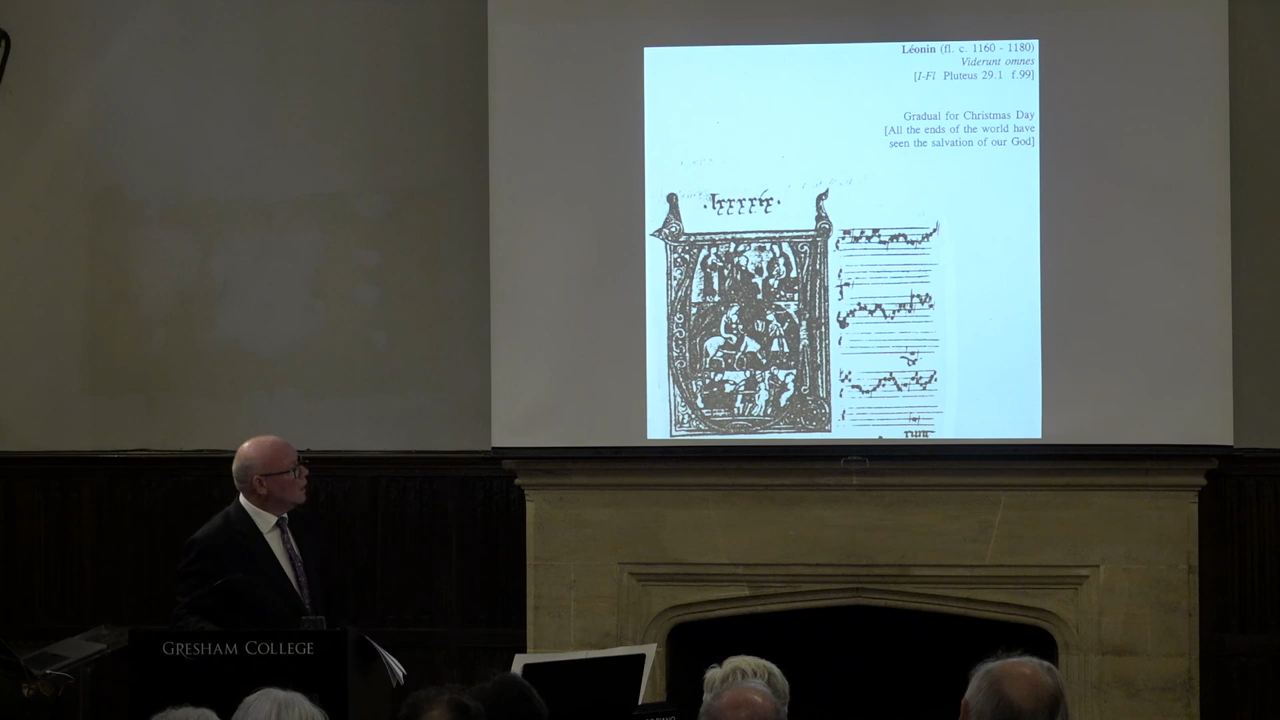 Léonin (fl. c. 1160 - 1180)
Viderunt omnes
[I-Fl Pluteus 29.1 f.99]
Gradual for Christmas Day
[All the ends of the world have
seen the salvation of our God]
GRESHAM COLLEGE